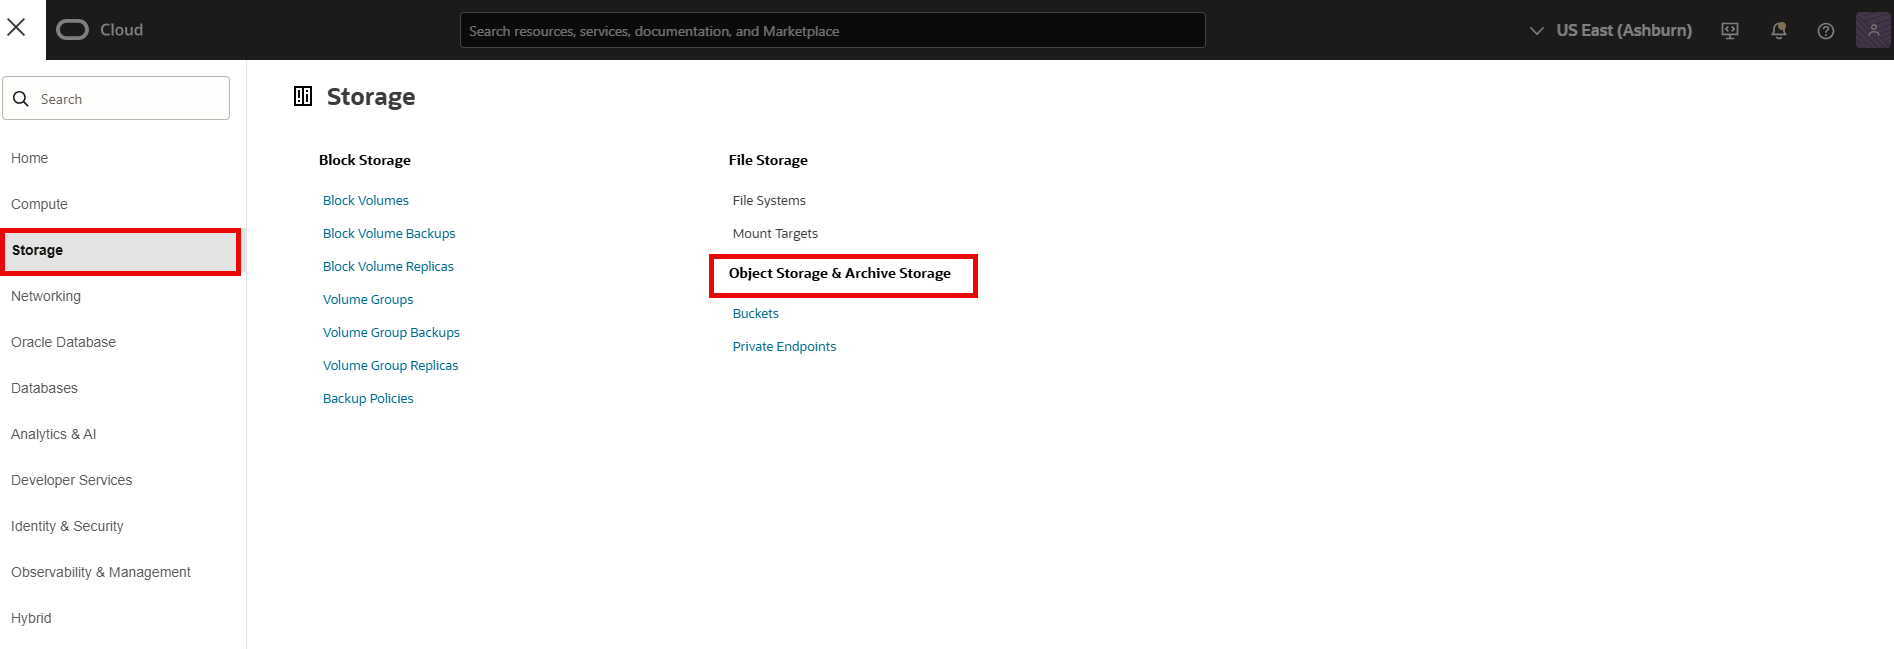 Cloud
Search resources, services, documentation, and Marketplace
US East (Ashburn)
Search
Home
Compute
Storage
Networking
Oracle Database
Databases
Analytics & AI
Developer Services
Identity & Security
Observability & Management
Hybrid
Storage
Block Storage
Block Volumes
Block Volume Backups
Block Volume Replicas
Volume Groups
Volume Group Backups
Volume Group Replicas
Backup Policies
File Storage
File Systems
Mount Targets
Object Storage & Archive Storage
Buckets
Private Endpoints